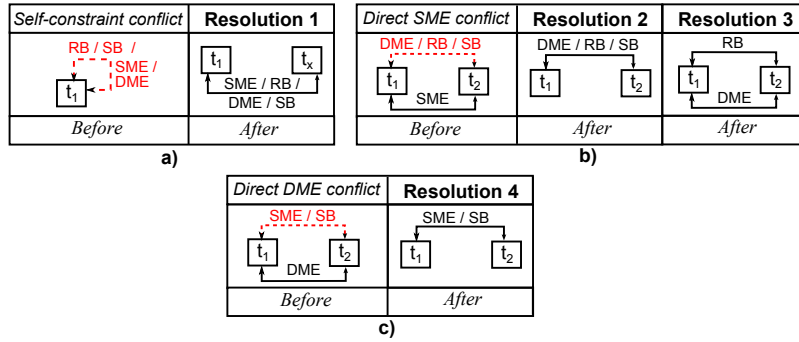 Self-constraint conflict
Resolution 1
RB / SB /
SME /
DME
t1
t1
tx
SME / RB /
DME / SB
Before
After
a)
Direct SME conflict
Resolution 2
Resolution 3
DME / RB / SB
t1
t2
SME
DME / RB / SB
t1
t2
RB
t1
t2
DME
Before
After
After
b)
Direct DME conflict
Resolution 4
SME / SB
t1
t2
DME
SME / SB
t1
t2
Before
After
c)